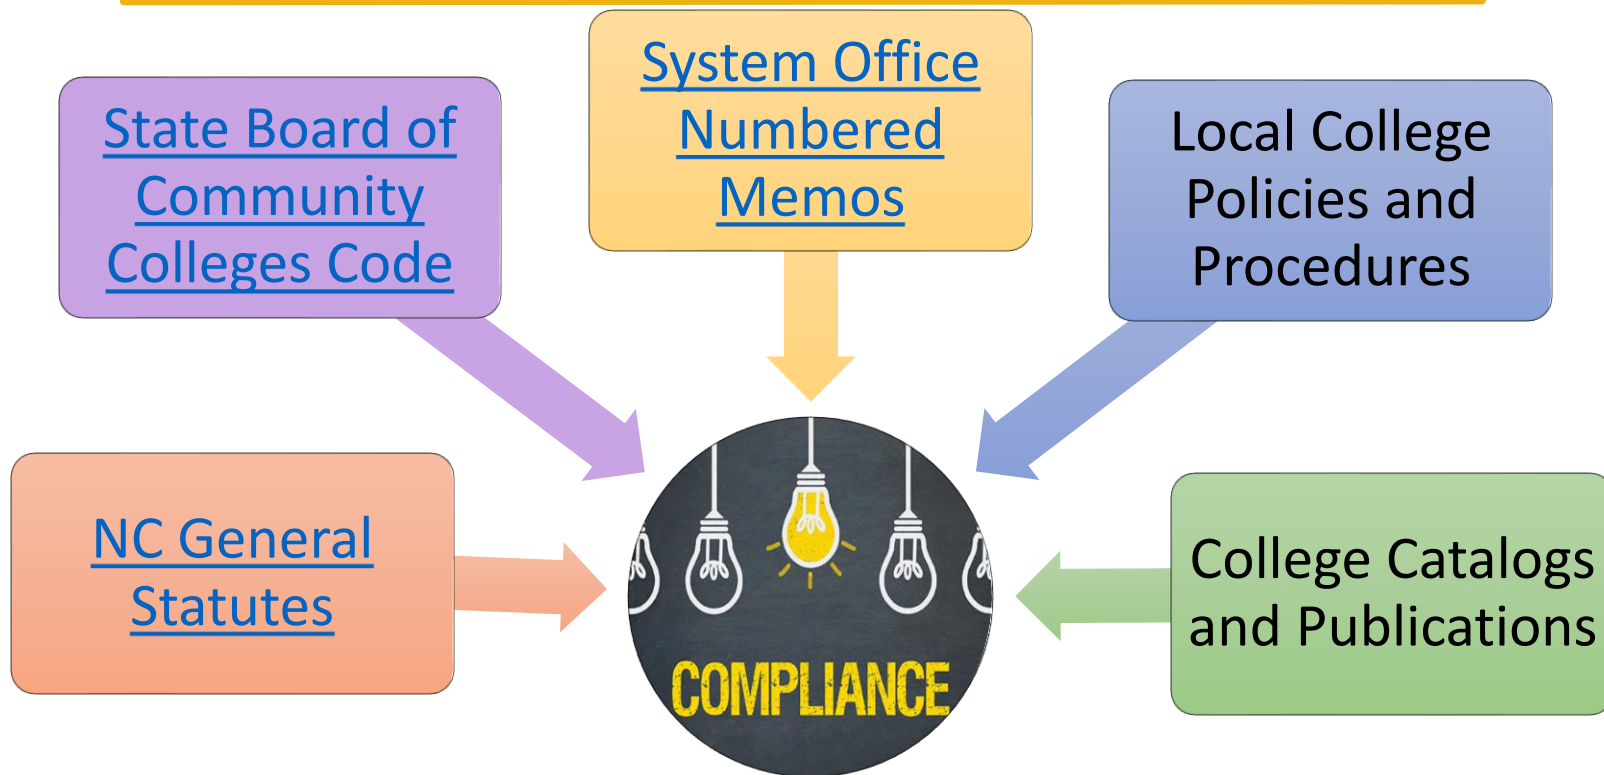 System Office
Numbered
Memos
State Board of
Community
Colleges Code
Local College
Policies and
Procedures
NC General
Statutes
College Catalogs
and Publications
COMPLIANCE